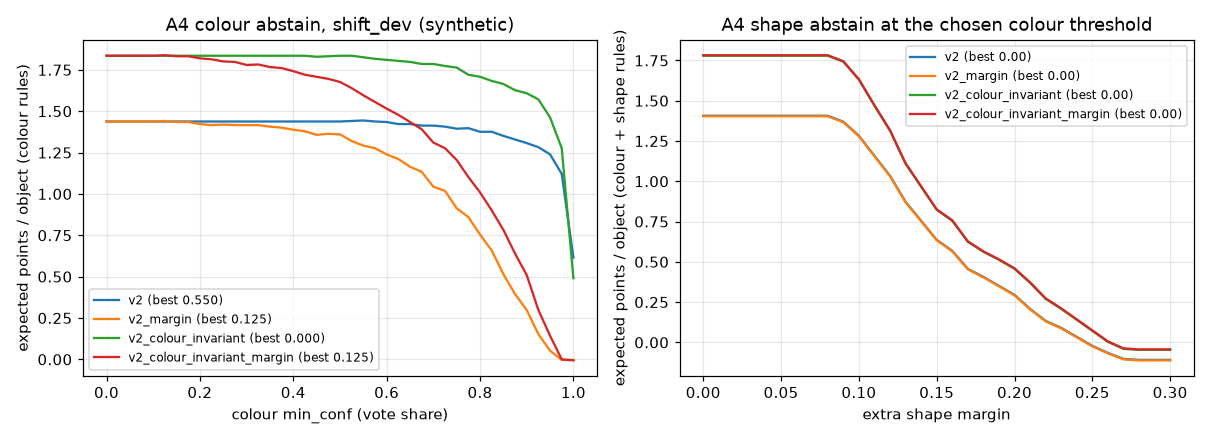 A4 colour abstain, shift_dev (synthetic)
expected points / object (colour rules)
1.75
1.50
1.25
1.00
0.75
0.50
0.25
0.00
v2 (best 0.550)
v2_margin (best 0.125)
v2_colour_invariant (best 0.000)
v2_colour_invariant_margin (best 0.125)
0.0 0.2 0.4 0.6 0.8 1.0
colour min_conf (vote share)
A4 shape abstain at the chosen colour threshold
expected points / object (colour + shape rules)
1.75
1.50
1.25
1.00
0.75
0.50
0.25
0.00
v2 (best 0.00)
v2_margin (best 0.00)
v2_colour_invariant (best 0.00)
v2_colour_invariant_margin (best 0.00)
0.00 0.05 0.10 0.15 0.20 0.25 0.30
extra shape margin